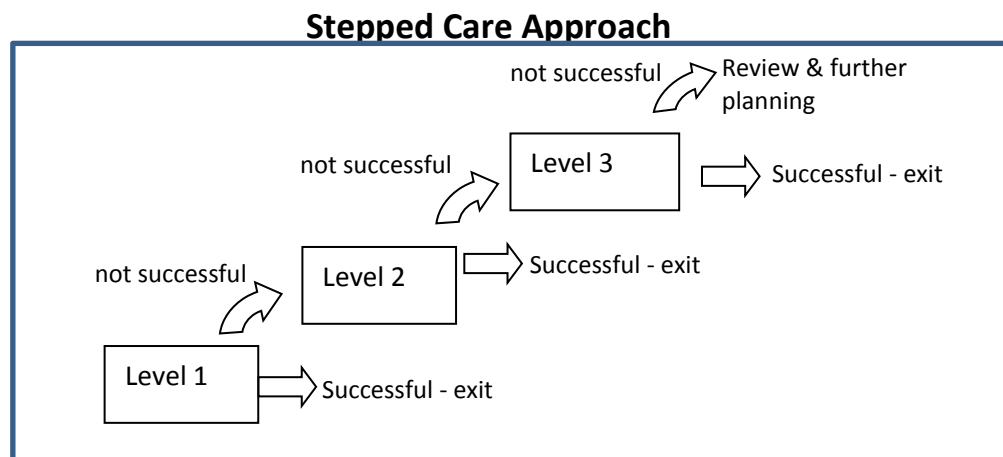 Stepped Care Approach
not successful
Review & further
planning
not successful
Level 3
Successful - exit
not successful
Level 2
Successful - exit
Level 1
Successful - exit